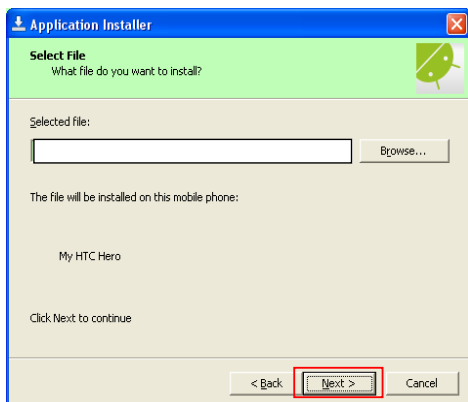 Application Installer
Select File
What file do you want to install?
Selected file:
Browse...
The file will be installed on this mobile phone:
My HTC Hero
Click Next to continue
< Back
Next >
Cancel